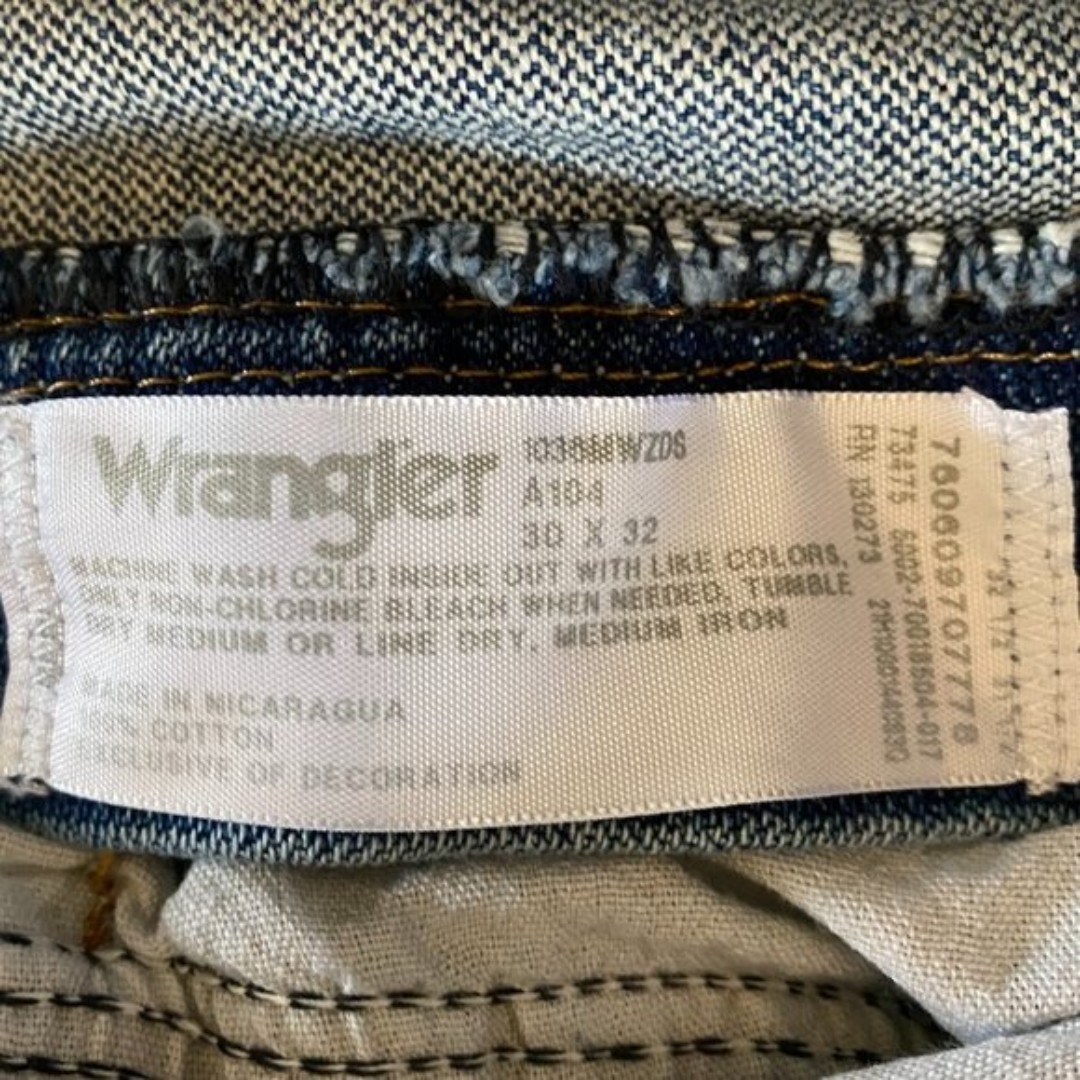 Wrangler
1036MWZDS
A104
30 X 32
MACHINE WASH COLD INSIDE OUT WITH LIKE COLORS,
ONLY NON-CHLORINE BLEACH WHEN NEEDED. TUMBLE
DRY MEDIUM OR LINE DRY. MEDIUM IRON
MADE IN NICARAGUA
100% COTTON
EXCLUSIVE OF DECORATION
RN 130273
73475